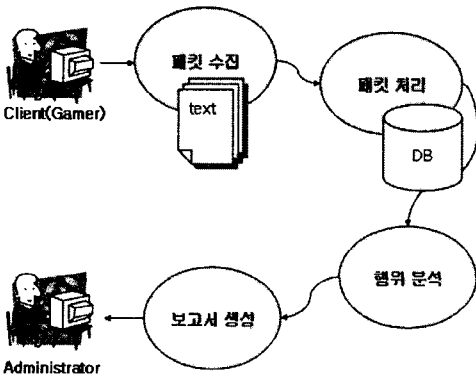 패킷 수집
패킷 처리
text
Client(Gamer)
DB
행위 분석
보고서 생성
Administrator